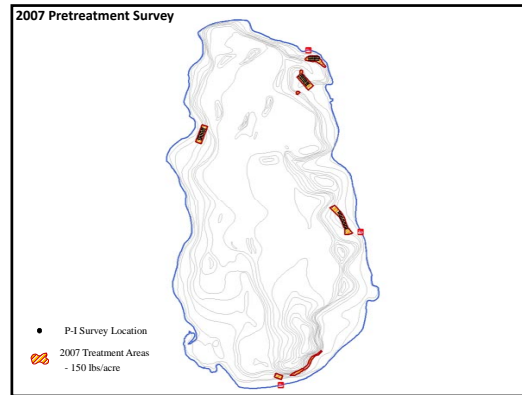 2007 Pretreatment Survey
P-I Survey Location
2007 Treatment Areas
- 150 lbs/acre